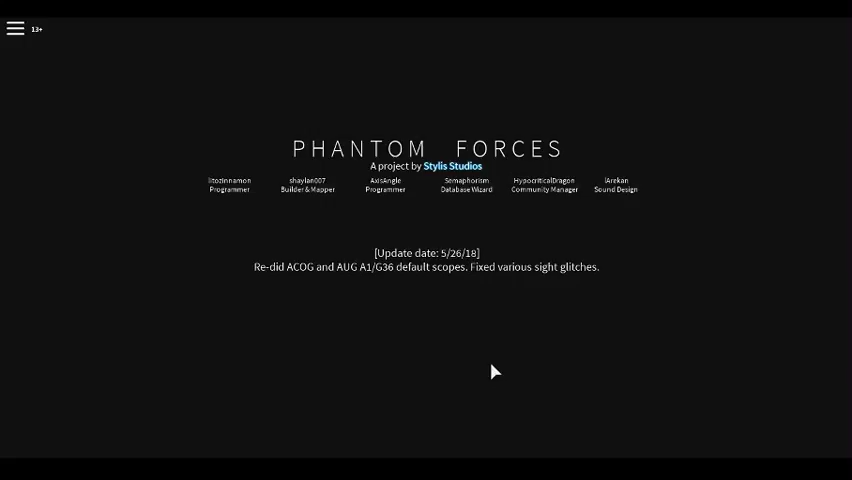 13+
PHANTOM FORCES
A project by Stylis Studios
litozinnamon shaylan007 AxisAngle Semaphorism HypocriticalDragon lArekan
Programmer Builder & Mapper Programmer Database Wizard Community Manager Sound Design
[Update date: 5/26/18]
Re-did ACOG and AUG A1/G36 default scopes. Fixed various sight glitches.